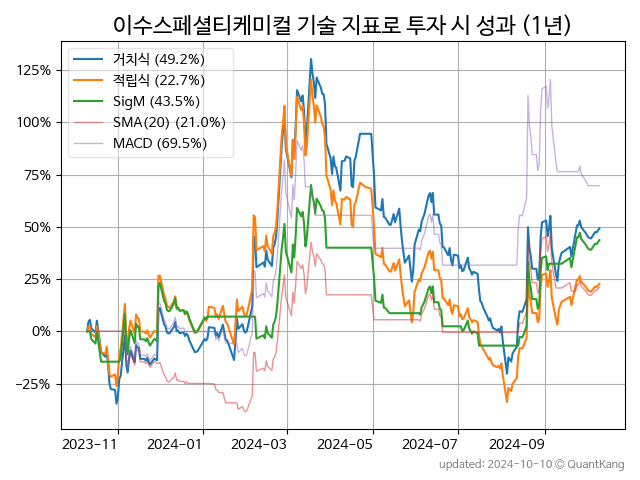 이수스페셜티케미컬 기술 지표로 투자 시 성과 (1년)
거치식 (49.2%)
적립식 (22.7%)
SigM (43.5%)
SMA(20) (21.0%)
MACD (69.5%)
125%
100%
75%
50%
25%
0%
−25%
2023-11 2024-01 2024-03 2024-05 2024-07 2024-09
updated: 2024-10-10 © QuantKang